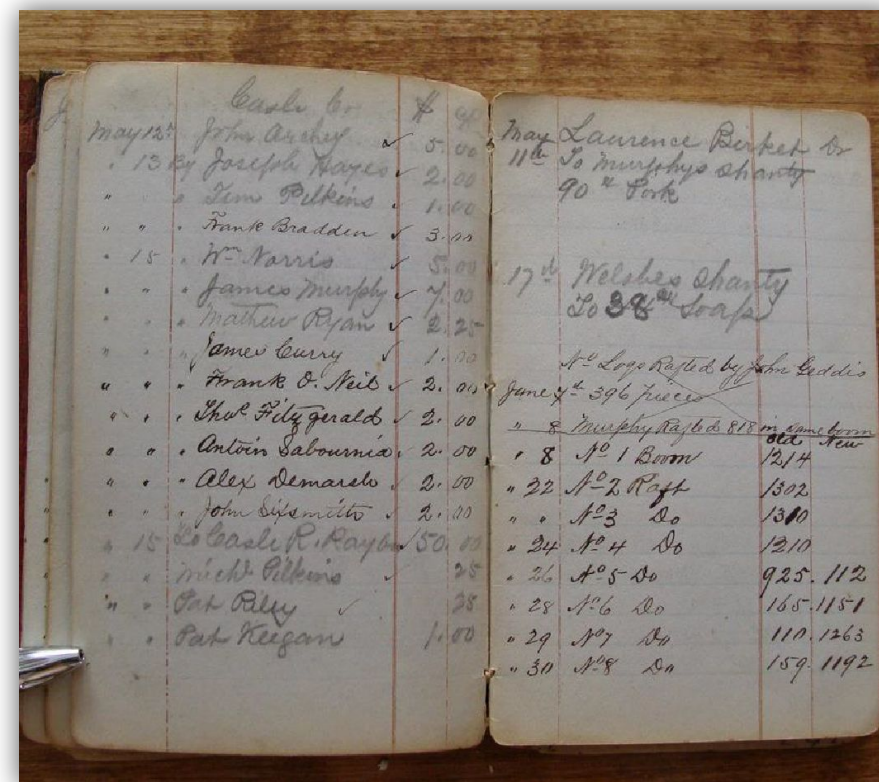 Cash Cr $ ct
May 12th John Archey ✓ 5.00
" 13 By Joseph Hayes ✓ 2.00
" " " Tim Pilkins ✓ 1.00
" " " Frank Bradden ✓ 3.00
" 15 " Wm Norris ✓ 5.00
" " " James Murphy ✓ 7.00
" " " Mathew Ryan ✓ 2.25
" " " James Curry ✓ 1.00
" " " Frank O. Neil ✓ 2.00
" " " Thos Fitzgerald ✓ 2.00
" " " Antoin Sabournia ✓ 2.00
" " " Alex Demarsh ✓ 2.00
" " " John Sixsmith ✓ 2.00
" 15 To Cash R. ✓ 50.00
" " Michl Pilkins ✓ 25
" " Pat Riley ✓ 25
" " Pat Keegan 1.00
May Laurence Birket Dr
11th To Murphys Shanty
90 lb Pork
17th Welshes Shanty
To 38 lb Soap
No Logs Rafted by John Geddis
June 4th 396 pieces
" 8 Murphy Rafted 818 in same boom
Old New
" 8 No 1 Boom 1214
" 22 No 2 Raft 1302
" " No 3 Do 1310
" 24 No 4 Do 1210
" 26 No 5 Do 925.112
" 28 No 6 Do 165.1151
" 29 No 7 Do 110.1263
" 30 No 8 Do 159.1192